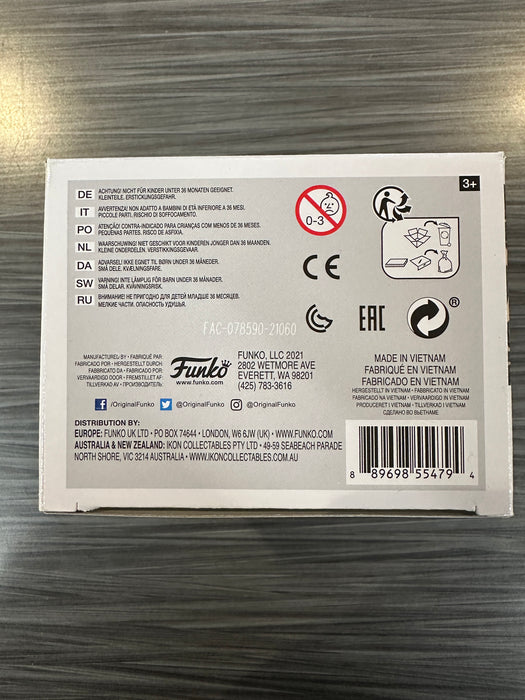 DE ACHTUNG! NICHT FÜR KINDER UNTER 36 MONATEN GEEIGNET.
KLEINTEILE. ERSTICKUNGSGEFAHR.
IT AVVERTENZA! NON ADATTO A BAMBINI DI ETÀ INFERIORE A 36 MESI.
PICCOLE PARTI. RISCHIO DI SOFFOCAMENTO.
PO ATENÇÃO! CONTRA-INDICADO PARA CRIANÇAS COM MENOS DE 36 MESES.
PEQUENAS PARTES. RISCO DE ASFIXIA.
NL WAARSCHUWING! NIET GESCHIKT VOOR KINDEREN JONGER DAN 36 MAANDEN.
KLEINE ONDERDELEN. VERSTIKKINGSGEVAAR.
DA ADVARSEL! IKKE EGNET TIL BØRN UNDER 36 MÅNEDER.
SMÅ DELE. KVÆLNINGSFARE.
SW VARNING! INTE LÄMPLIG FÖR BARN UNDER 36 MÅNADER.
SMÅ DELAR. KVÄVNINGSRISK.
RU ВНИМАНИЕ! НЕ ПРИГОДНО ДЛЯ ДЕТЕЙ МЛАДШЕ 36 МЕСЯЦЕВ.
МЕЛКИЕ ЧАСТИ. ОПАСНОСТЬ УДУШЬЯ.
0-3
3+
CE
EAC
®
FAC-078590-21060
MANUFACTURED BY • FABRIQUÉ PAR
FABRICADO POR • HERGESTELLT DURCH
FABBRICATO DA • FABRICADO POR
VERVAARDIGD DOOR • FREMSTILLET AF
TILLVERKAD AV • ПРОИЗВОДИТЕЛЬ
Funko
www.funko.com
FUNKO, LLC 2021
2802 WETMORE AVE
EVERETT, WA 98201
(425) 783-3616
/OriginalFunko @OriginalFunko @OriginalFunko
MADE IN VIETNAM
FABRIQUÉ EN VIETNAM
FABRICADO EN VIETNAM
HERGESTELLT IN VIETNAM • FABBRICATO IN VIETNAM
FABRICADO NA VIETNAM • VERVAARDIGD IN VIETNAM
PRODUCERET I VIETNAM • TILLVERKAD I VIETNAM
СДЕЛАНО ВО ВЬЕТНАМЕ
DISTRIBUTION BY:
EUROPE: FUNKO UK LTD • PO BOX 74644 • LONDON, W6 6JW (UK) • WWW.FUNKO.COM
AUSTRALIA & NEW ZEALAND: IKON COLLECTABLES PTY LTD • 49-59 SEABEACH PARADE
NORTH SHORE, VIC 3214 AUSTRALIA • WWW.IKONCOLLECTABLES.COM.AU
8 89698 55479 4